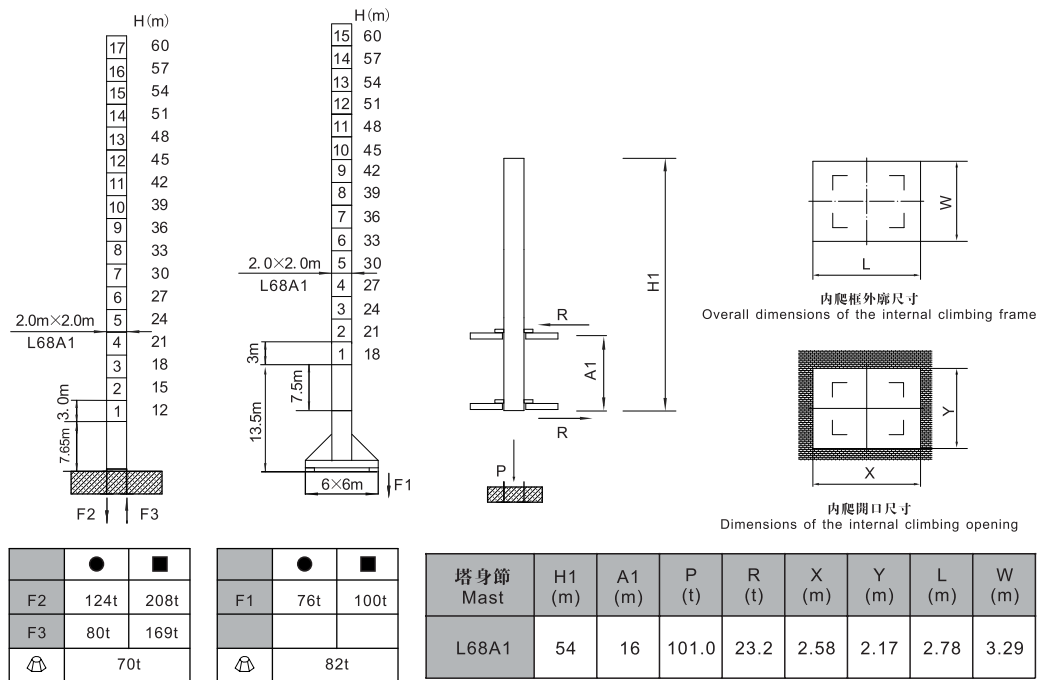 H(m)
17 60
16 57
15 54
14 51
13 48
12 45
11 42
10 39
9 36
8 33
7 30
6 27
5 24
4 21
3 18
2 15
1 12
2.0m×2.0m
L68A1
3.0m
7.65m
F2 F3
H(m)
15 60
14 57
13 54
12 51
11 48
10 45
9 42
8 39
7 36
6 33
5 30
4 27
3 24
2 21
1 18
2.0×2.0m
L68A1
3m
7.5m
13.5m
6×6m
F1
H1
R
A1
R
P
W
L
内爬框外廓尺寸
Overall dimensions of the internal climbing frame
Y
X
内爬開口尺寸
Dimensions of the internal climbing opening
● ■
F2 124t 208t
F3 80t 169t
70t
● ■
F1 76t 100t
82t
塔身節 H1 A1 P R X Y L W
Mast (m) (m) (t) (t) (m) (m) (m) (m)
L68A1 54 16 101.0 23.2 2.58 2.17 2.78 3.29